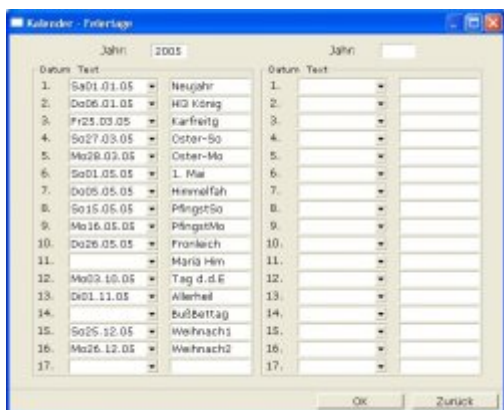 Kalender - Feiertage
Jahr: 2005 Jahr:
Datum Text Datum Text
1. Sa01.01.05 Neujahr 1.
2. Do06.01.05 Hl3 König 2.
3. Fr25.03.05 Karfreitg 3.
4. So27.03.05 Oster-So 4.
5. Mo28.03.05 Oster-Mo 5.
6. So01.05.05 1. Mai 6.
7. Do05.05.05 Himmelfah 7.
8. So15.05.05 PfingstSo 8.
9. Mo16.05.05 PfingstMo 9.
10. Do26.05.05 Fronleich 10.
11. Mariä Him 11.
12. Mo03.10.05 Tag d.d.E 12.
13. Di01.11.05 Allerheil 13.
14. BußBettag 14.
15. So25.12.05 Weihnach1 15.
16. Mo26.12.05 Weihnach2 16.
17. 17.
OK Zurück